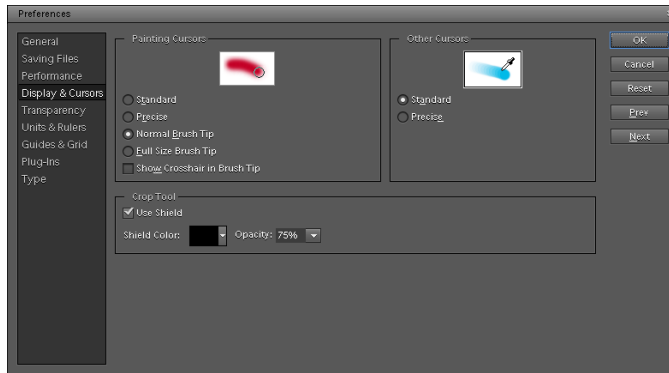 Preferences
General
Saving Files
Performance
Display & Cursors
Transparency
Units & Rulers
Guides & Grid
Plug-Ins
Type
Painting Cursors
Standard
Precise
Normal Brush Tip
Full Size Brush Tip
Show Crosshair in Brush Tip
Other Cursors
Standard
Precise
Crop Tool
Use Shield
Shield Color: Opacity: 75%
OK
Cancel
Reset
Prev
Next